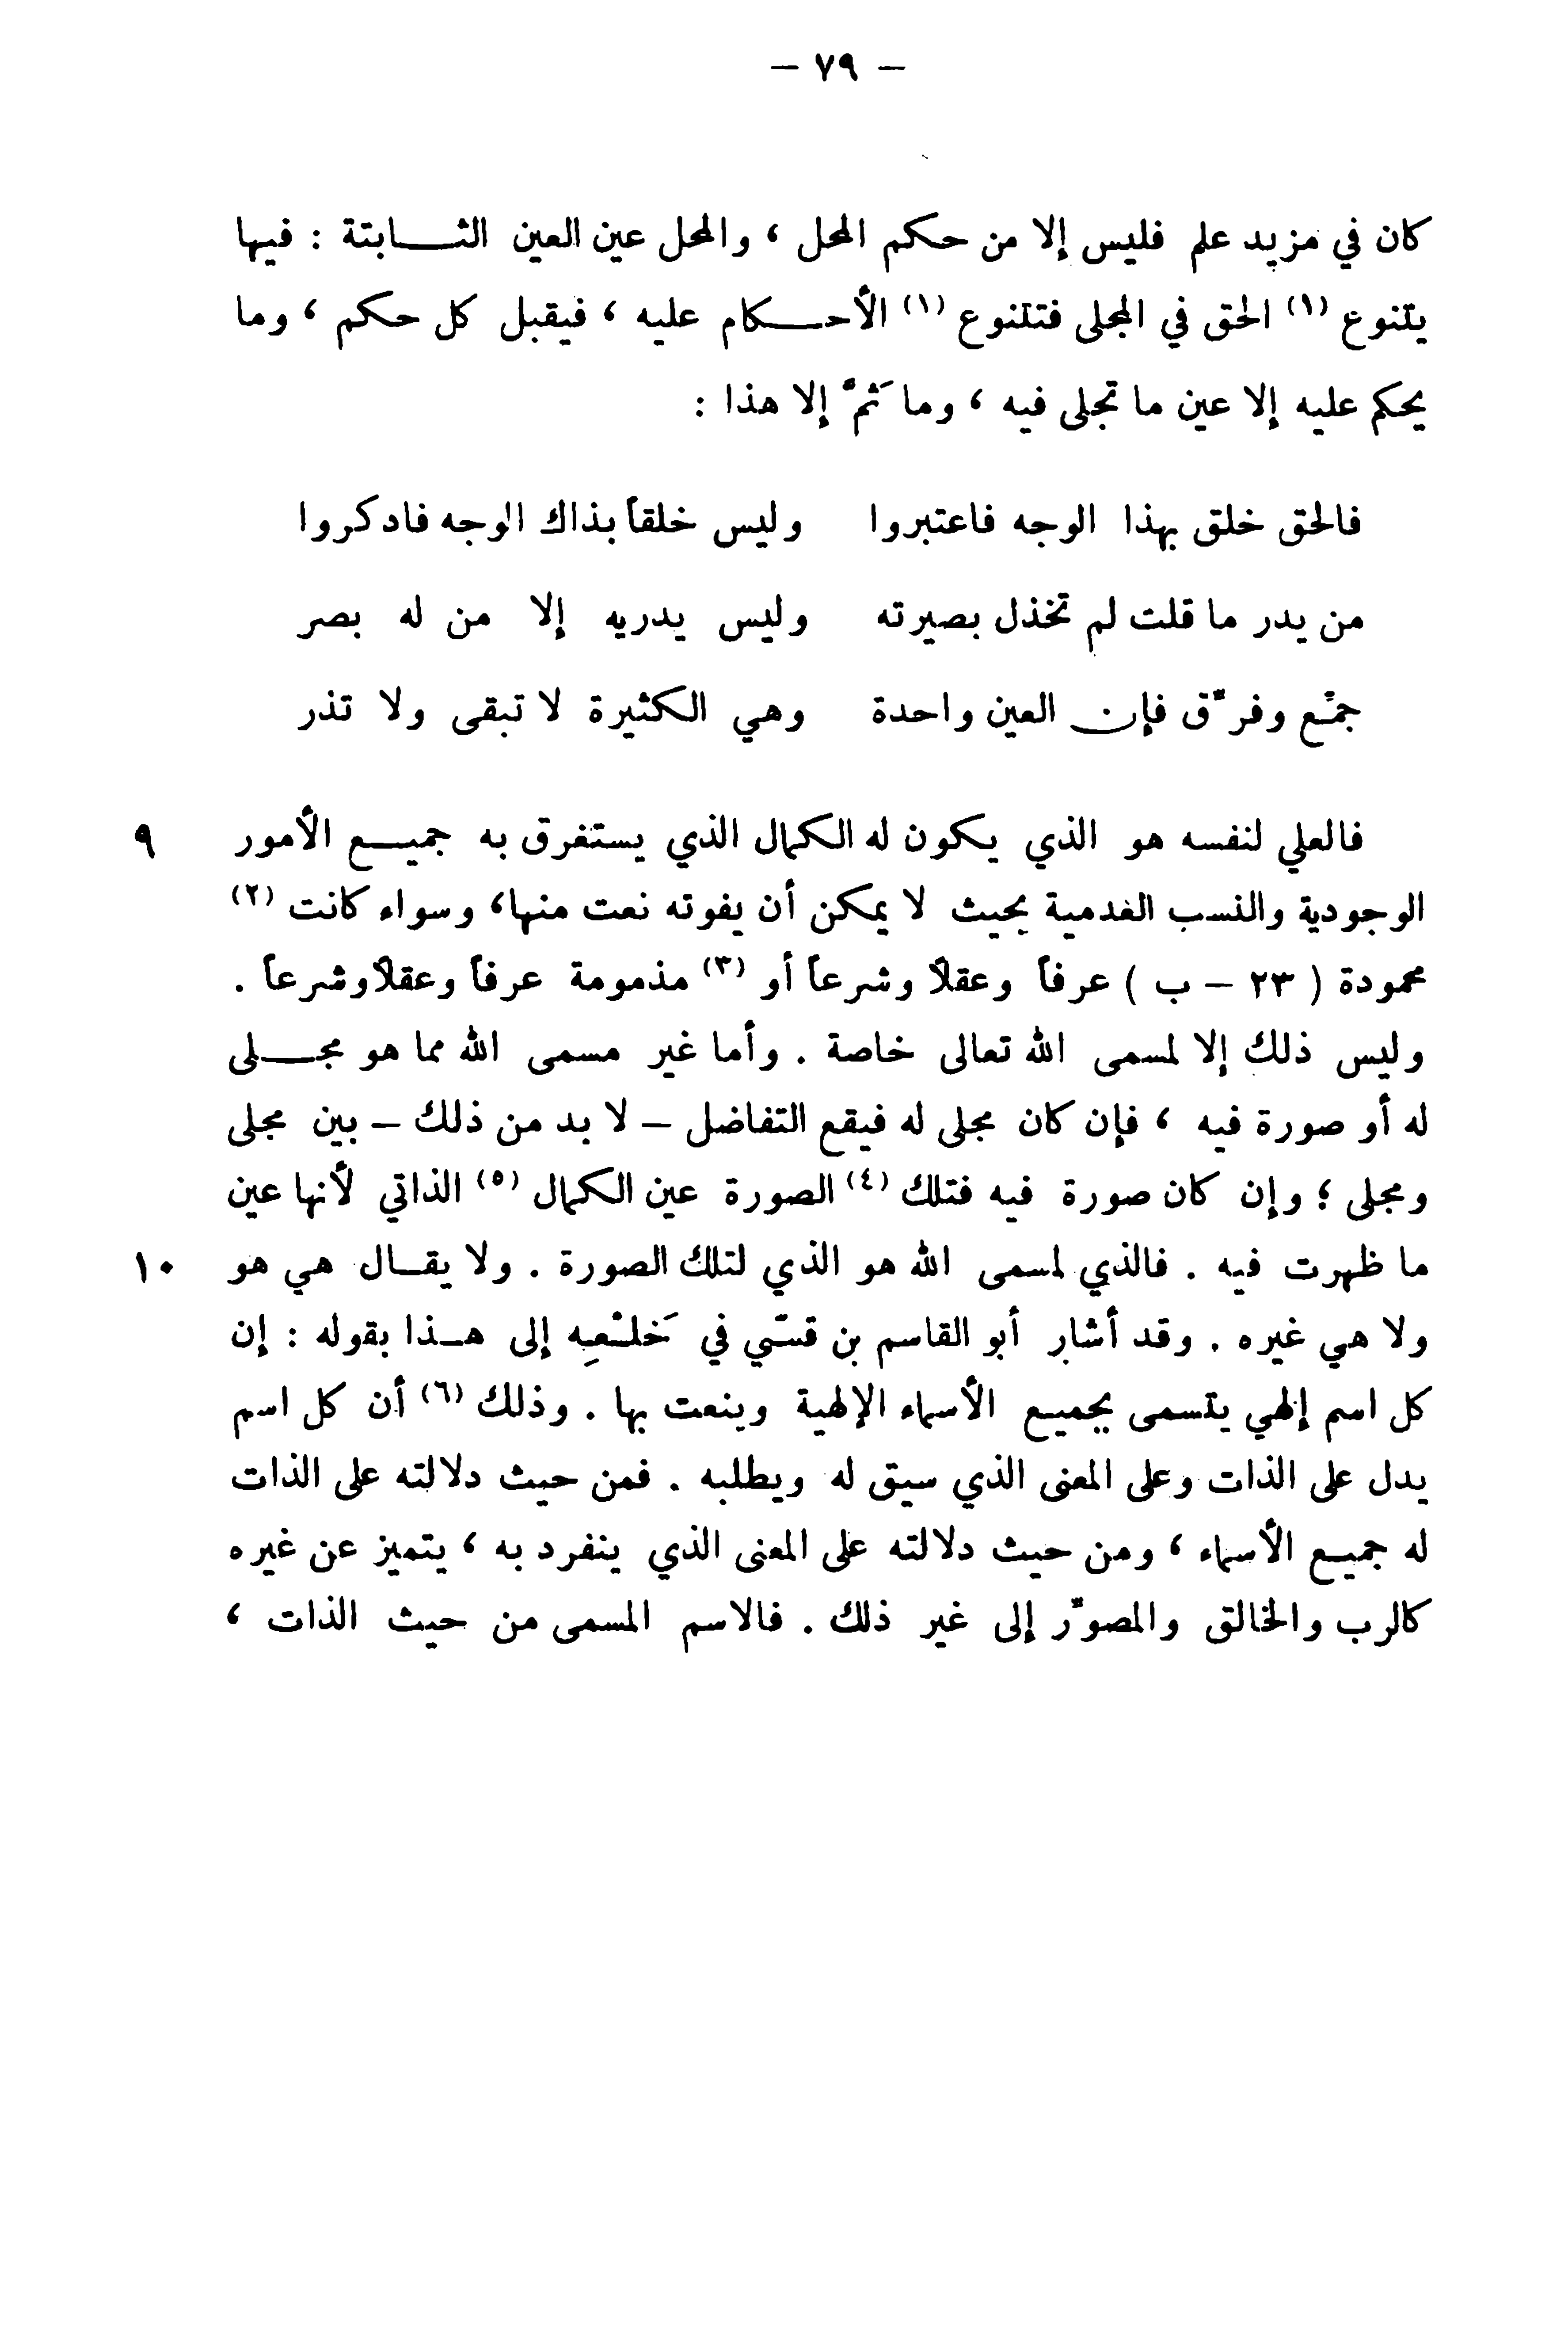 – ٧٩ –
كان في مزيد علم فليس إلا من حكم المحل ، والمحل عين العين الثـــابتة : فيها
يتنوع (١) الحق في المجلى فتتنوع (١) الأحـــكام عليه ، فيقبل كل حكم ، وما
يحكم عليه إلا عين ما تجلى فيه ، وما ثَمَّ إلا هذا :
فالحق خلق بهذا الوجه فاعتبروا وليس خلقاً بذاك الوجه فادكروا
من يدر ما قلت لم تخذل بصيرته وليس يدريه إلا من له بصر
جمِّع وفرِّق فإن العين واحدة وهي الكثيرة لا تبقى ولا تذر
فالعلي لنفسه هو الذي يكون له الكمال الذي يستغرق به جميـــع الأمور ٩
الوجودية والنسب العدمية بحيث لا يمكن أن يفوته نعت منها، وسواء كانت (٢)
محمودة ( ٢٣ – ب ) عرفاً وعقلاً وشرعاً أو (٣) مذمومة عرفاً وعقلاً وشرعاً .
وليس ذلك إلا لمسمى الله تعالى خاصة . وأما غير مسمى الله مما هو مجـــلى
له أو صورة فيه ، فإن كان مجلى له فيقع التفاضل – لا بد من ذلك – بين مجلى
ومجلى ؛ وإن كان صورة فيه فتلك (٤) الصورة عين الكمال (٥) الذاتي لأنها عين
ما ظهرت فيه . فالذي لمسمى الله هو الذي لتلك الصورة . ولا يقــال هي هو ١٠
ولا هي غيره . وقد أشار أبو القاسم بن قسّي في خَلْعِه إلى هــذا بقوله : إن
كل اسم إلهي يتسمى بجميع الأسماء الإلهية وينعت بها . وذلك (٦) أن كل اسم
يدل على الذات وعلى المعنى الذي سيق له ويطلبه . فمن حيث دلالته على الذات
له جميع الأسماء ، ومن حيث دلالته على المعنى الذي ينفرد به ، يتميز عن غيره
كالرب والخالق والمصوِّر إلى غير ذلك . فالاسم المسمى من حيث الذات ،